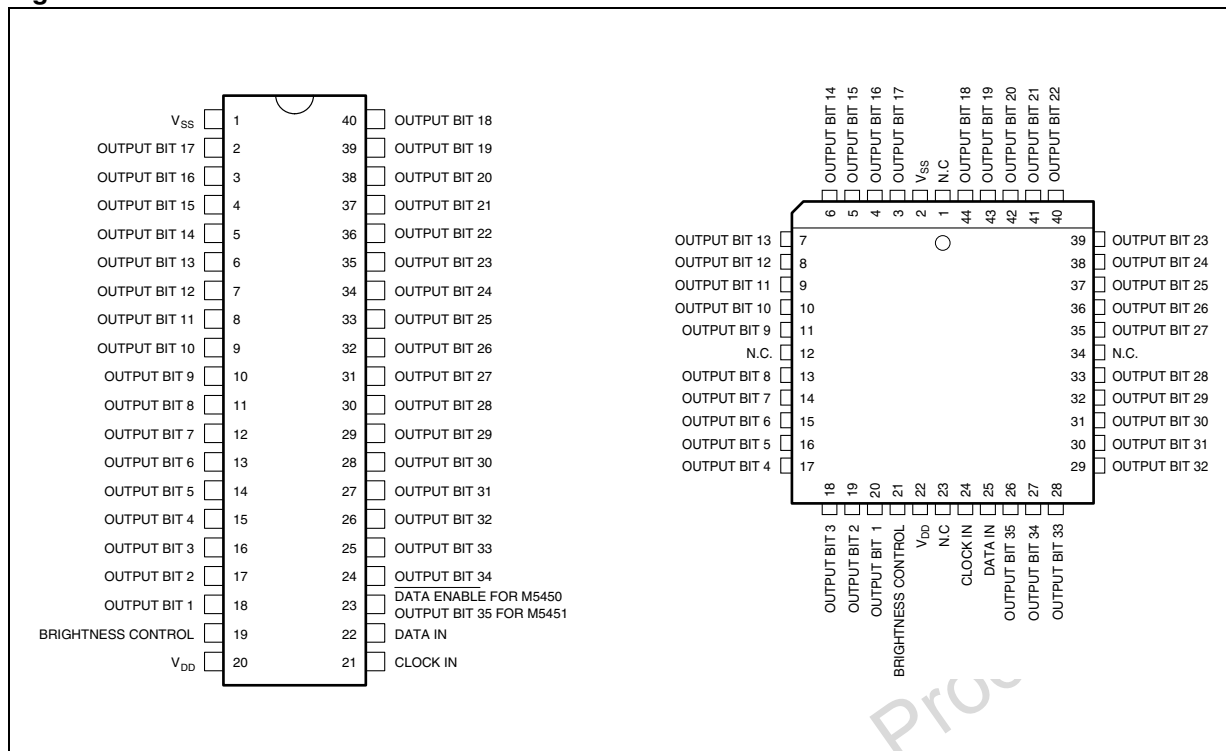 VSS 1 40 OUTPUT BIT 18
OUTPUT BIT 17 2 39 OUTPUT BIT 19
OUTPUT BIT 16 3 38 OUTPUT BIT 20
OUTPUT BIT 15 4 37 OUTPUT BIT 21
OUTPUT BIT 14 5 36 OUTPUT BIT 22
OUTPUT BIT 13 6 35 OUTPUT BIT 23
OUTPUT BIT 12 7 34 OUTPUT BIT 24
OUTPUT BIT 11 8 33 OUTPUT BIT 25
OUTPUT BIT 10 9 32 OUTPUT BIT 26
OUTPUT BIT 9 10 31 OUTPUT BIT 27
OUTPUT BIT 8 11 30 OUTPUT BIT 28
OUTPUT BIT 7 12 29 OUTPUT BIT 29
OUTPUT BIT 6 13 28 OUTPUT BIT 30
OUTPUT BIT 5 14 27 OUTPUT BIT 31
OUTPUT BIT 4 15 26 OUTPUT BIT 32
OUTPUT BIT 3 16 25 OUTPUT BIT 33
OUTPUT BIT 2 17 24 OUTPUT BIT 34
OUTPUT BIT 1 18 23 DATA ENABLE FOR M5450
OUTPUT BIT 35 FOR M5451
BRIGHTNESS CONTROL 19 22 DATA IN
VDD 20 21 CLOCK IN
OUTPUT BIT 14
OUTPUT BIT 15
OUTPUT BIT 16
OUTPUT BIT 17
VSS
N.C
OUTPUT BIT 18
OUTPUT BIT 19
OUTPUT BIT 20
OUTPUT BIT 21
OUTPUT BIT 22
6 5 4 3 2 1 44 43 42 41 40
OUTPUT BIT 13 7 39 OUTPUT BIT 23
OUTPUT BIT 12 8 38 OUTPUT BIT 24
OUTPUT BIT 11 9 37 OUTPUT BIT 25
OUTPUT BIT 10 10 36 OUTPUT BIT 26
OUTPUT BIT 9 11 35 OUTPUT BIT 27
N.C. 12 34 N.C.
OUTPUT BIT 8 13 33 OUTPUT BIT 28
OUTPUT BIT 7 14 32 OUTPUT BIT 29
OUTPUT BIT 6 15 31 OUTPUT BIT 30
OUTPUT BIT 5 16 30 OUTPUT BIT 31
OUTPUT BIT 4 17 29 OUTPUT BIT 32
18 19 20 21 22 23 24 25 26 27 28
OUTPUT BIT 3
OUTPUT BIT 2
OUTPUT BIT 1
BRIGHTNESS CONTROL
VDD
N.C
CLOCK IN
DATA IN
OUTPUT BIT 35
OUTPUT BIT 34
OUTPUT BIT 33